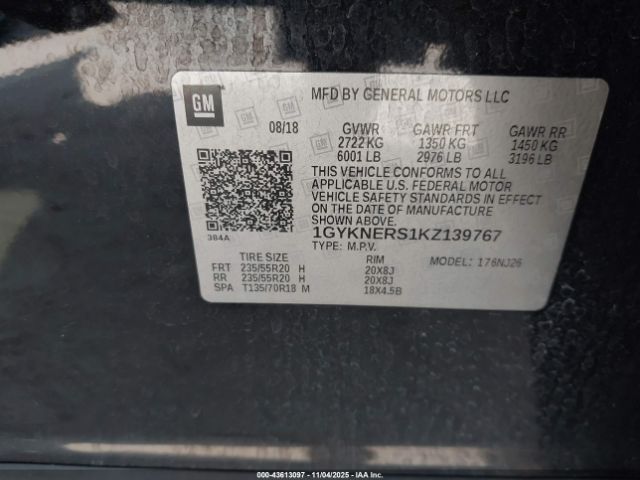 GM
MFD BY GENERAL MOTORS LLC
08/18 GVWR GAWR FRT GAWR RR
2722 KG 1350 KG 1450 KG
6001 LB 2976 LB 3196 LB
THIS VEHICLE CONFORMS TO ALL
APPLICABLE U.S. FEDERAL MOTOR
VEHICLE SAFETY STANDARDS IN EFFECT
ON THE DATE OF MANUFACTURE
SHOWN ABOVE.
384A
1GYKNERS1KZ139767
TYPE: M.P.V.
TIRE SIZE RIM MODEL: 176NJ26
FRT 235/55R20 H 20X8J
RR 235/55R20 H 20X8J
SPA T135/70R18 M 18X4.5B
000-43613097 - 11/04/2025 - IAAI.COM